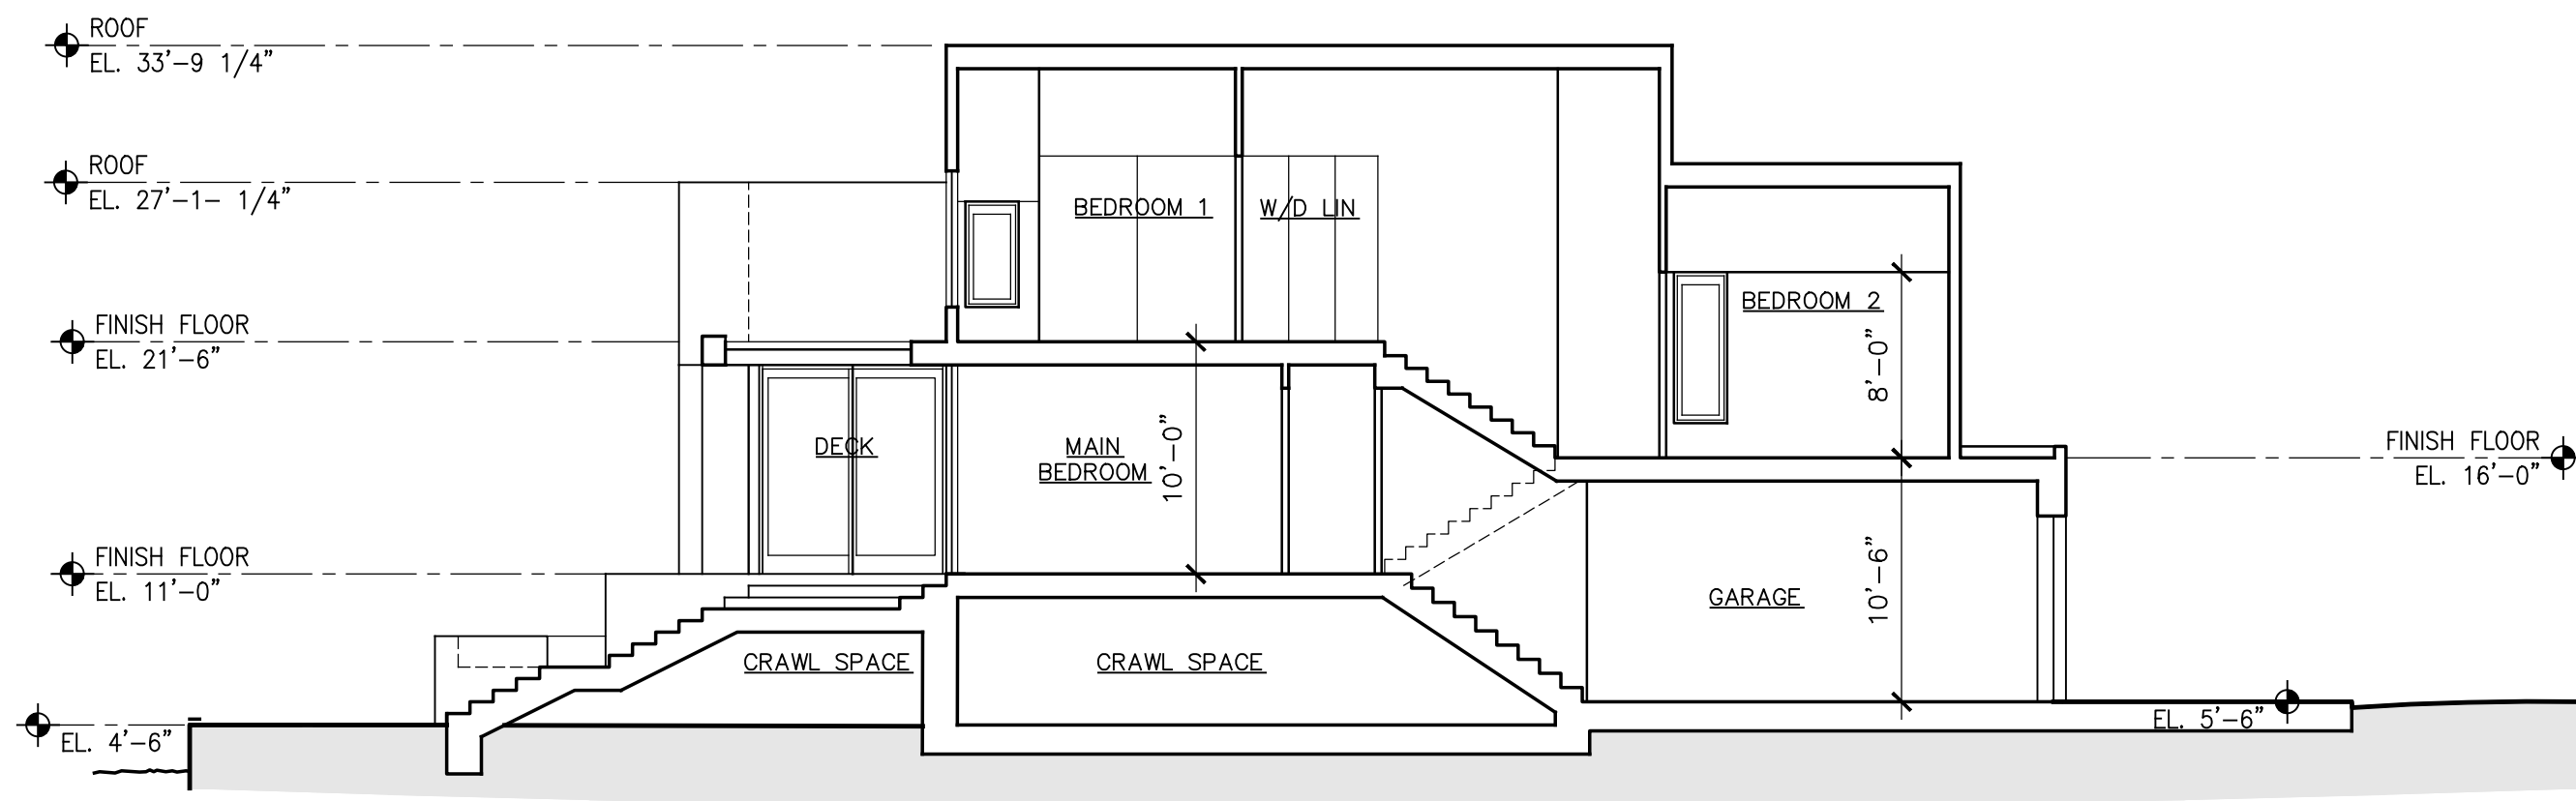 ROOF
EL. 33'-9 1/4"
ROOF
EL. 27'-1- 1/4"
BEDROOM 1
W/D LIN
BEDROOM 2
FINISH FLOOR
EL. 21'-6"
8'-0"
DECK
MAIN
BEDROOM
10'-0"
FINISH FLOOR
EL. 16'-0"
FINISH FLOOR
EL. 11'-0"
GARAGE
10'-6"
CRAWL SPACE
CRAWL SPACE
EL. 4'-6"
EL. 5'-6"